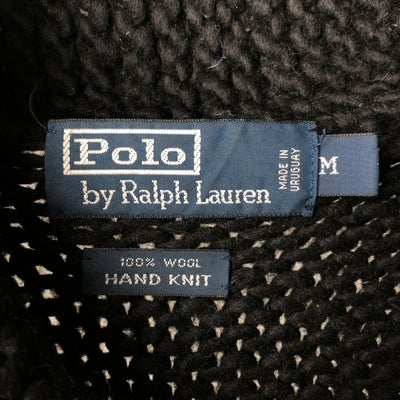 Polo
by Ralph Lauren
MADE IN
URUGUAY
M
100% WOOL
HAND KNIT